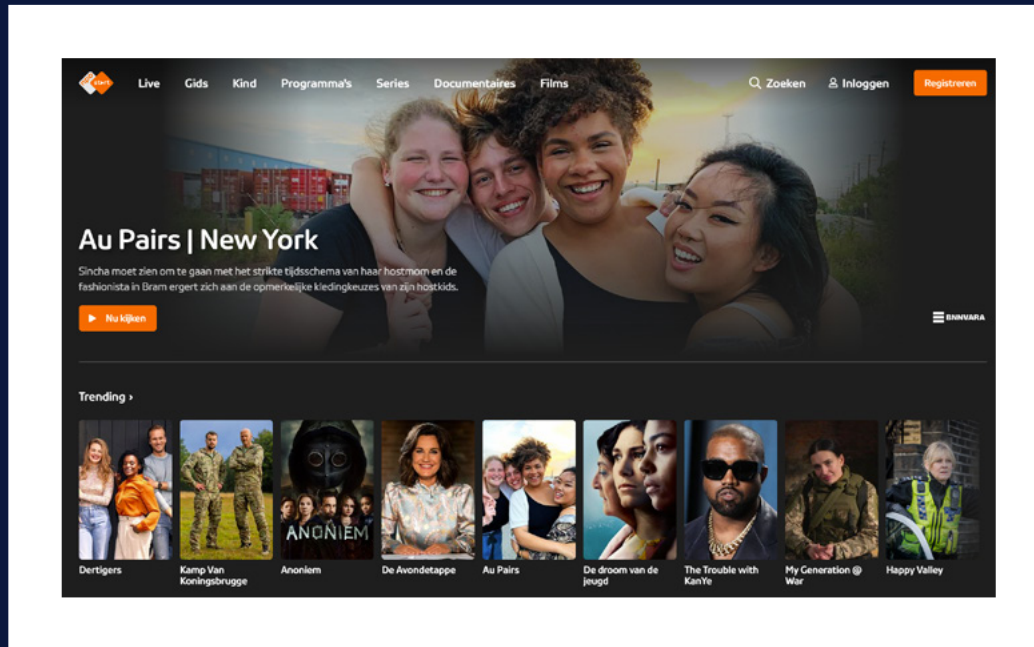 start
Live Gids Kind Programma's Series Documentaires Films Zoeken Inloggen Registreren
Au Pairs | New York
Sincha moet zien om te gaan met het strikte tijdsschema van haar hostmom en de
fashionista in Bram ergert zich aan de opmerkelijke kledingkeuzes van zijn hostkids.
Nu kijken
BNNVARA
Trending ›
ANONIEM
Dertigers
Kamp Van
Koningsbrugge
Anoniem
De Avondetappe
Au Pairs
De droom van de
jeugd
The Trouble with
KanYe
My Generation @
War
Happy Valley